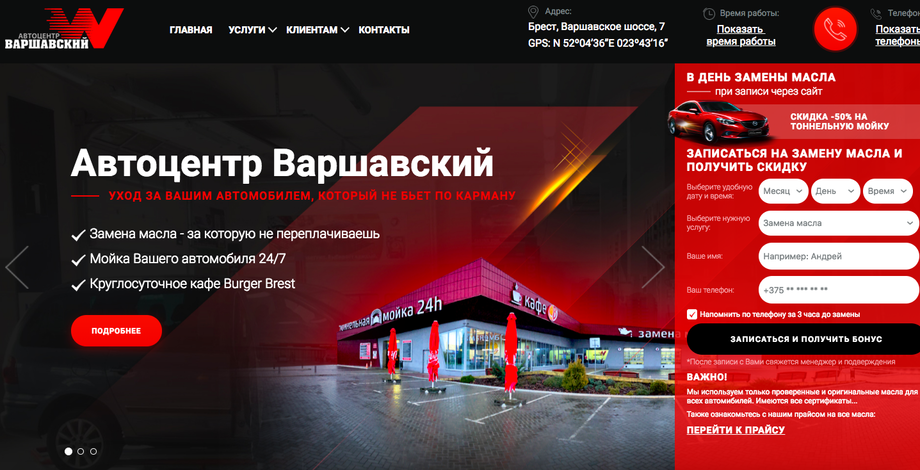 АВТОЦЕНТР
ВАРШАВСКИЙ
ГЛАВНАЯ
УСЛУГИ
КЛИЕНТАМ
КОНТАКТЫ
Адрес:
Брест, Варшавское шоссе, 7
GPS: N 52°04'36”E 023°43'16”
Время работы:
Показать
время работы
Показать
Автоцентр Варшавский
УХОД ЗА ВАШИМ АВТОМОБИЛЕМ, КОТОРЫЙ НЕ БЬЕТ ПО КАРМАНУ
Замена масла - за которую не переплачиваешь
Мойка Вашего автомобиля 24/7
Круглосуточное кафе Burger Brest
ПОДРОБНЕЕ
тоннельная мойка 24h
кафе
замена
В ДЕНЬ ЗАМЕНЫ МАСЛА
при записи через сайт
СКИДКА -50% НА
ТОННЕЛЬНУЮ МОЙКУ
ЗАПИСАТЬСЯ НА ЗАМЕНУ МАСЛА И
ПОЛУЧИТЬ СКИДКУ
Выберите удобную
дату и время:
Месяц
День
Время
Выберите нужную
услугу:
Замена масла
Ваше имя:
Например: Андрей
Ваш телефон:
+375 ** *** ** **
Напомнить по телефону за 3 часа до замены
ЗАПИСАТЬСЯ И ПОЛУЧИТЬ БОНУС
*После записи с Вами свяжется менеджер и подверждения
ВАЖНО!
Мы используем только проверенные и оригинальные масла для
всех автомибилей. Имеются все сертификаты...
Также ознакомьтесь с нашим прайсом на все масла:
ПЕРЕЙТИ К ПРАЙСУ